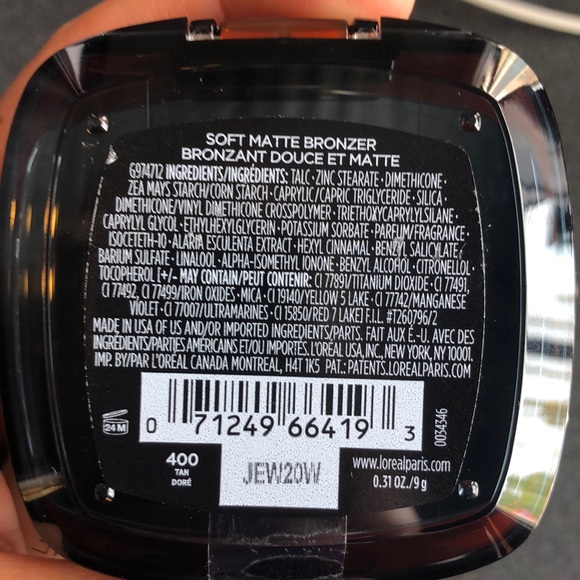 SOFT MATTE BRONZER
BRONZANT DOUCE ET MATTE
G974712 INGREDIENTS/INGRÉDIENTS: TALC · ZINC STEARATE · DIMETHICONE ·
ZEA MAYS STARCH/CORN STARCH · CAPRYLIC/CAPRIC TRIGLYCERIDE · SILICA ·
DIMETHICONE/VINYL DIMETHICONE CROSSPOLYMER · TRIETHOXYCAPRYLYLSILANE ·
CAPRYLYL GLYCOL · ETHYLHEXYLGLYCERIN · POTASSIUM SORBATE · PARFUM/FRAGRANCE ·
ISOCETETH-10 · ALARIA ESCULENTA EXTRACT · HEXYL CINNAMAL · BENZYL SALICYLATE ·
BARIUM SULFATE · LINALOOL · ALPHA-ISOMETHYL IONONE · BENZYL ALCOHOL · CITRONELLOL ·
TOCOPHEROL [+/- MAY CONTAIN/PEUT CONTENIR: CI 77891/TITANIUM DIOXIDE · CI 77491,
CI 77492, CI 77499/IRON OXIDES · MICA · CI 19140/YELLOW 5 LAKE · CI 77742/MANGANESE
VIOLET · CI 77007/ULTRAMARINES · CI 15850/RED 7 LAKE] F.I.L. #T260796/2
MADE IN USA OF US AND/OR IMPORTED INGREDIENTS/PARTS. FAIT AUX É.-U. AVEC DES
INGRÉDIENTS/PARTIES AMÉRICAINS ET/OU IMPORTÉS. L'ORÉAL USA, INC., NEW YORK, NY 10001.
IMP. BY/PAR L'ORÉAL CANADA MONTRÉAL, H4T 1K5 PAT.: PATENTS.LOREALPARIS.COM
24 M
0 71249 66419 3
0034346
400
TAN
DORÉ
JEW20W
www.lorealparis.com
0.31 OZ./9 g